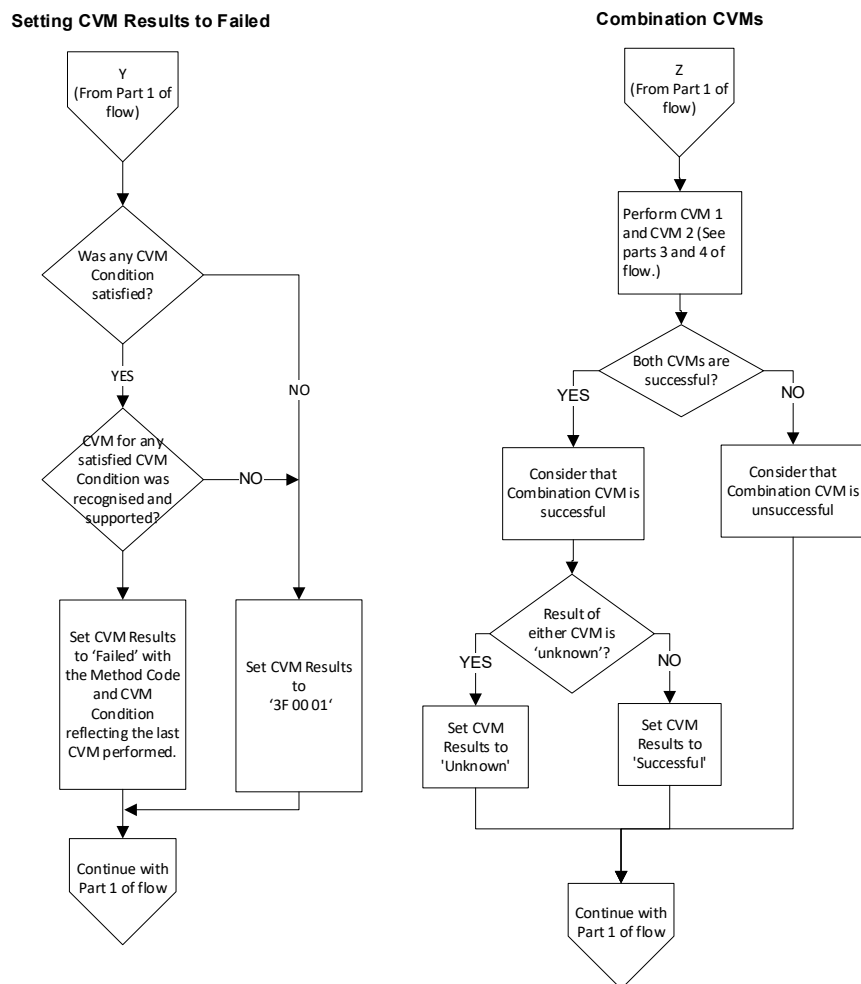 Setting CVM Results to Failed
Y
(From Part 1 of
flow)
Was any CVM
Condition
satisfied?
YES
NO
CVM for any
satisfied CVM
Condition was
recognised and
supported?
NO
Set CVM Results
to ‘Failed’ with
the Method Code
and CVM
Condition
reflecting the last
CVM performed.
Set CVM Results
to
‘3F 00 01‘
Continue with
Part 1 of flow
Combination CVMs
Z
(From Part 1 of
flow)
Perform CVM 1
and CVM 2 (See
parts 3 and 4 of
flow.)
Both CVMs are
successful?
YES
NO
Consider that
Combination CVM is
successful
Consider that
Combination CVM is
unsuccessful
Result of
either CVM is
‘unknown’?
YES
NO
Set CVM
Results to
'Unknown'
Set CVM
Results to
'Successful'
Continue with
Part 1 of flow